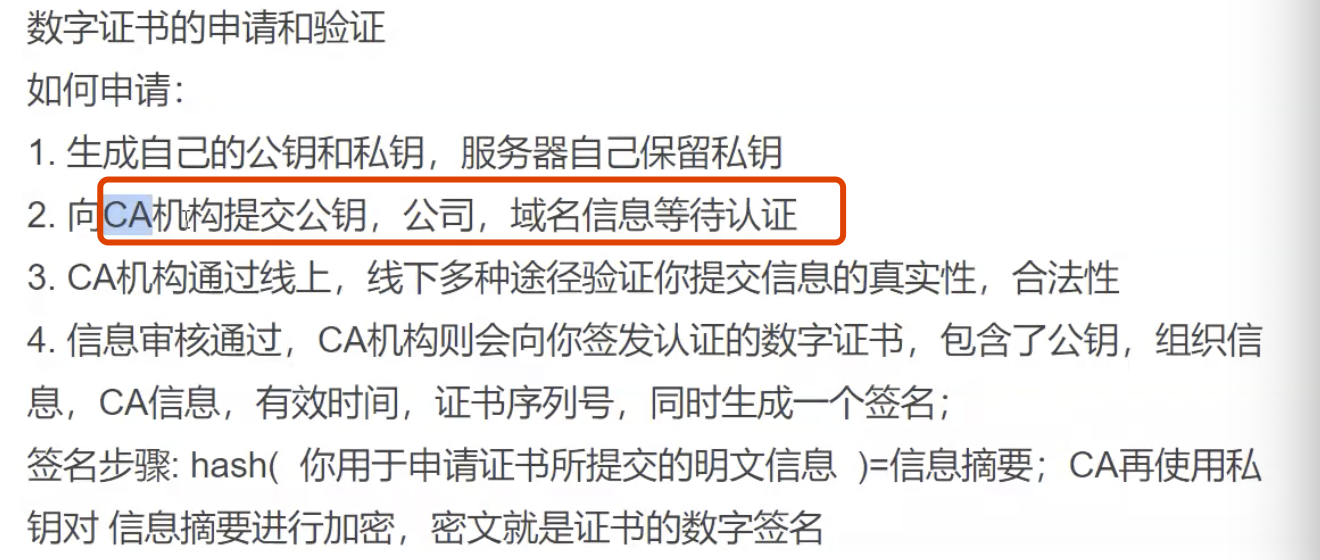 数字证书的申请和验证
如何申请：
1. 生成自己的公钥和私钥，服务器自己保留私钥
2. 向CA机构提交公钥，公司，域名信息等待认证
3. CA机构通过线上，线下多种途径验证你提交信息的真实性，合法性
4. 信息审核通过，CA机构则会向你签发认证的数字证书，包含了公钥，组织信
息，CA信息，有效时间，证书序列号，同时生成一个签名；
签名步骤: hash( 你用于申请证书所提交的明文信息 )=信息摘要；CA再使用私
钥对 信息摘要进行加密，密文就是证书的数字签名